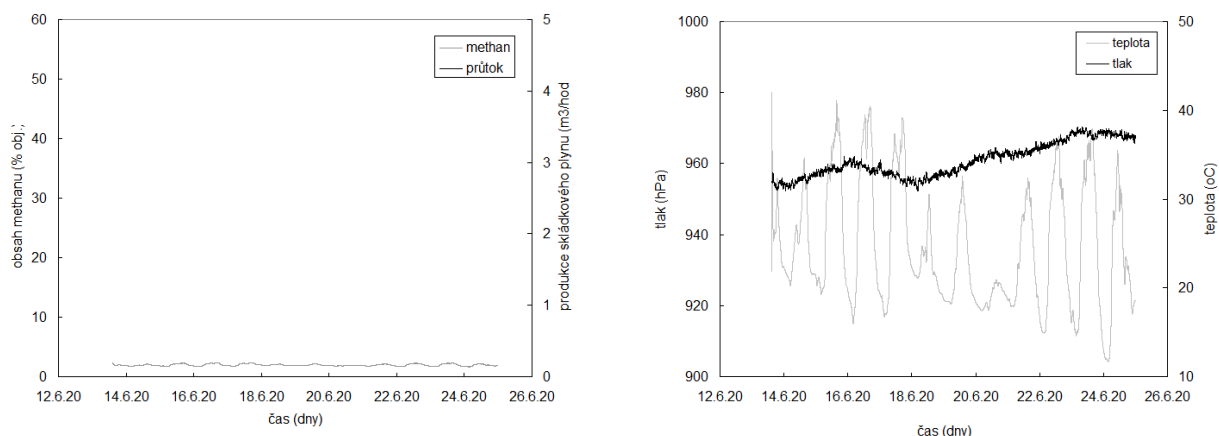 60
50
40
30
20
10
0
obsah methanu (% obj.)
5
4
3
2
1
0
produkce skládkového plynu (m3/hod)
methan
průtok
12.6.20 14.6.20 16.6.20 18.6.20 20.6.20 22.6.20 24.6.20 26.6.20
čas (dny)
1000
980
960
940
920
900
tlak (hPa)
50
40
30
20
10
teplota (oC)
teplota
tlak
12.6.20 14.6.20 16.6.20 18.6.20 20.6.20 22.6.20 24.6.20 26.6.20
čas (dny)